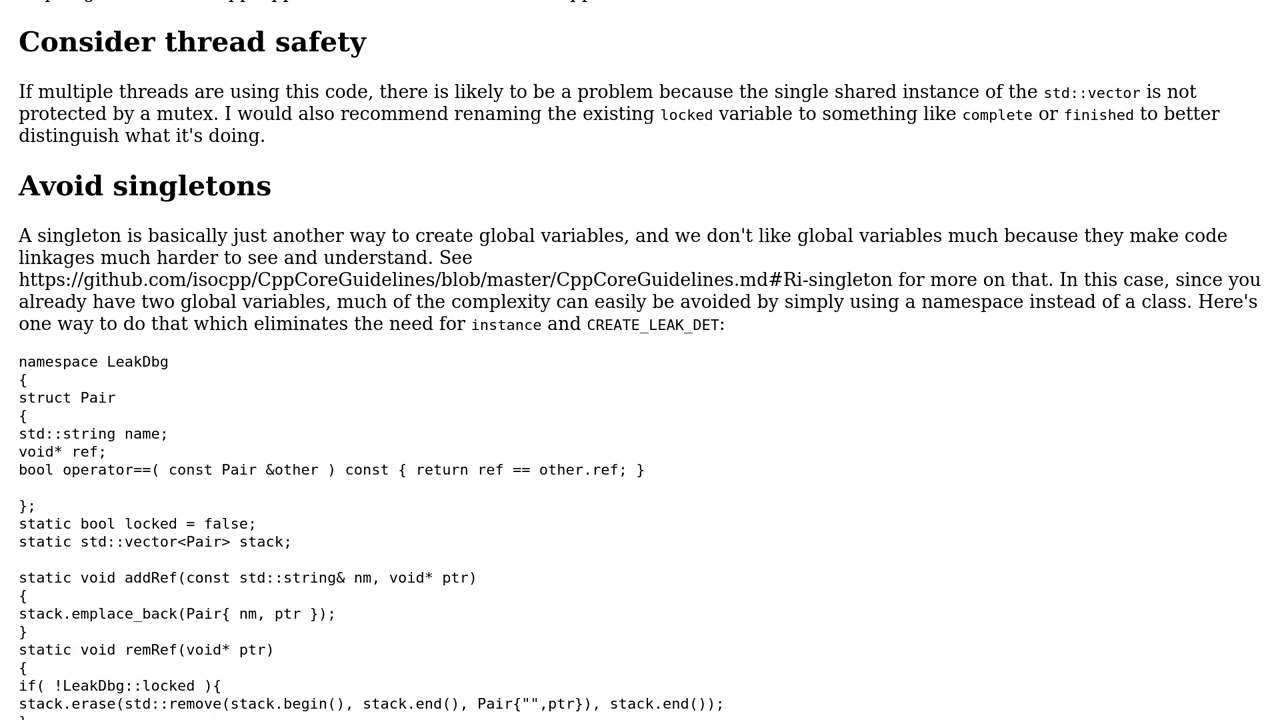 Consider thread safety
If multiple threads are using this code, there is likely to be a problem because the single shared instance of the std::vector is not
protected by a mutex. I would also recommend renaming the existing locked variable to something like complete or finished to better
distinguish what it's doing.
Avoid singletons
A singleton is basically just another way to create global variables, and we don't like global variables much because they make code
linkages much harder to see and understand. See
https://github.com/isocpp/CppCoreGuidelines/blob/master/CppCoreGuidelines.md#Ri-singleton for more on that. In this case, since you
already have two global variables, much of the complexity can easily be avoided by simply using a namespace instead of a class. Here's
one way to do that which eliminates the need for instance and CREATE_LEAK_DET:
namespace LeakDbg
{
struct Pair
{
std::string name;
void* ref;
bool operator==( const Pair &other ) const { return ref == other.ref; }
};
static bool locked = false;
static std::vector<Pair> stack;
static void addRef(const std::string& nm, void* ptr)
{
stack.emplace_back(Pair{ nm, ptr });
}
static void remRef(void* ptr)
{
if( !LeakDbg::locked ){
stack.erase(std::remove(stack.begin(), stack.end(), Pair{"",ptr}), stack.end());
}